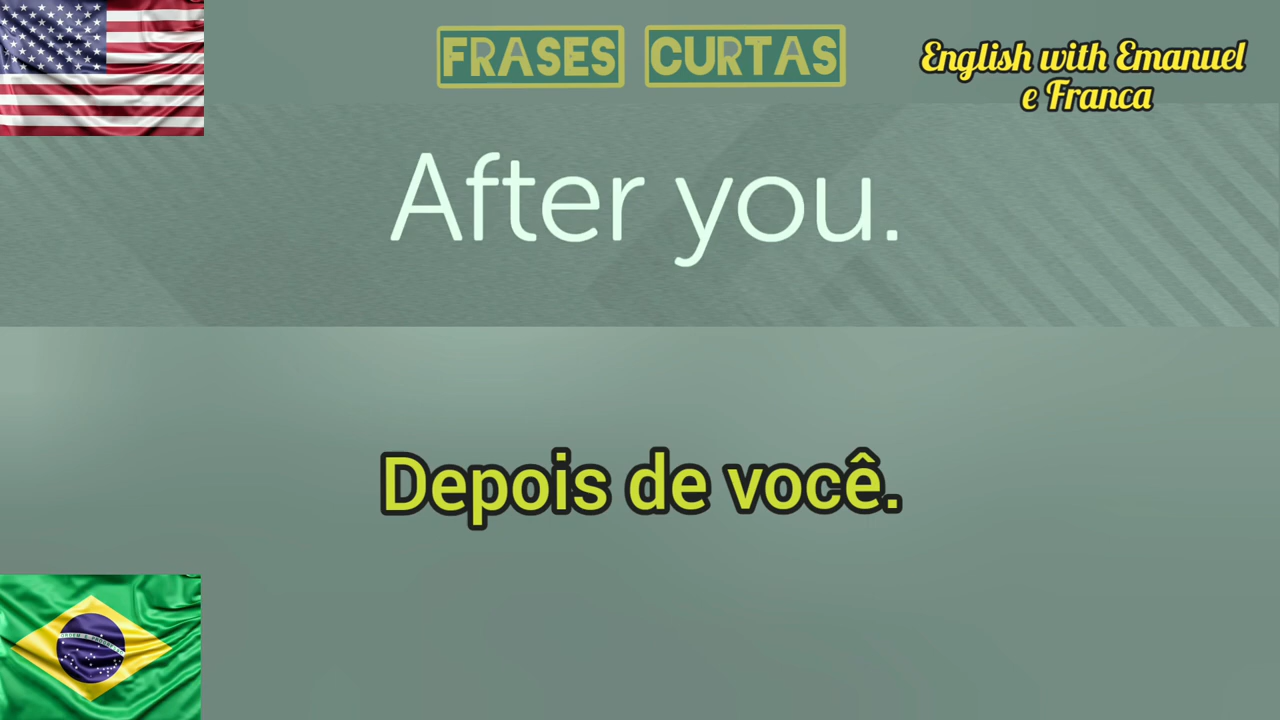 FRASES CURTAS
English with Emanuel
e Franca
After you.
Depois de você.